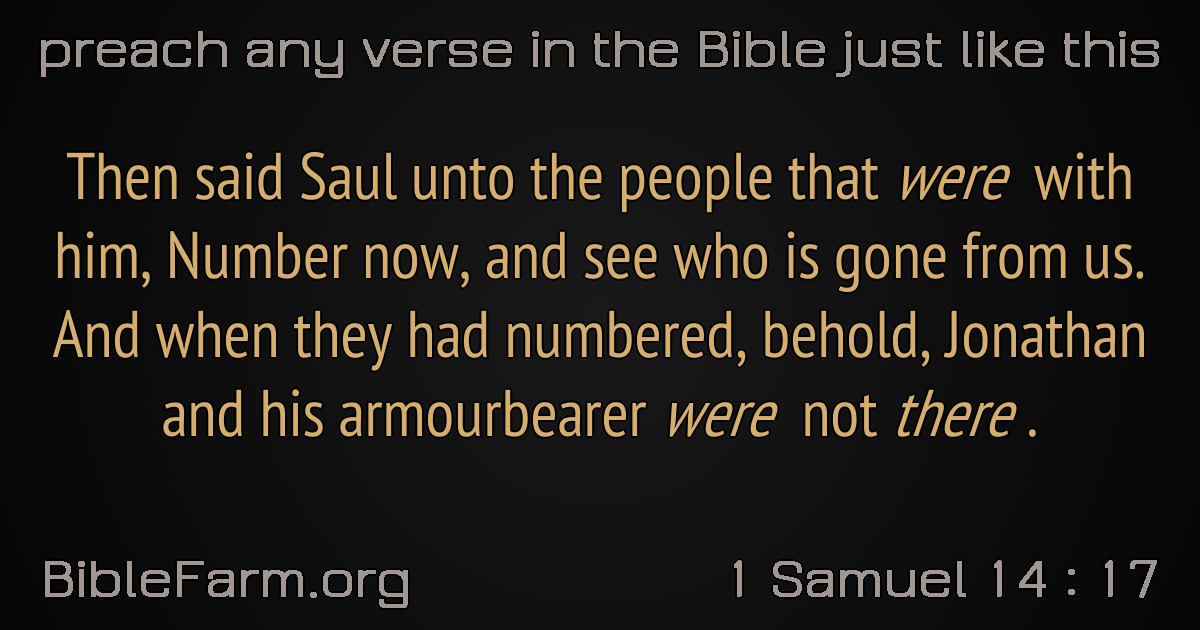 preach any verse in the Bible just like this
Then said Saul unto the people that were with
him, Number now, and see who is gone from us.
And when they had numbered, behold, Jonathan
and his armourbearer were not there .
BibleFarm.org
1 Samuel 14 : 17